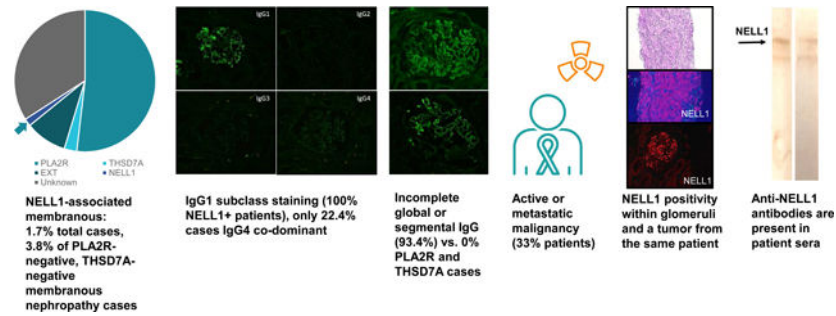 IgG1
IgG2
IgG3
IgG4
NELL1
NELL1
NELL1
PLA2R
THSD7A
EXT
NELL1
Unknown
NELL1-associated
membranous:
1.7% total cases,
3.8% of PLA2R-
negative, THSD7A-
negative
membranous
nephropathy cases
IgG1 subclass staining (100%
NELL1+ patients), only 22.4%
cases IgG4 co-dominant
Incomplete
global or
segmental IgG
(93.4%) vs. 0%
PLA2R and
THSD7A cases
Active or
metastatic
malignancy
(33% patients)
NELL1 positivity
within glomeruli
and a tumor from
the same patient
Anti-NELL1
antibodies are
present in
patient sera